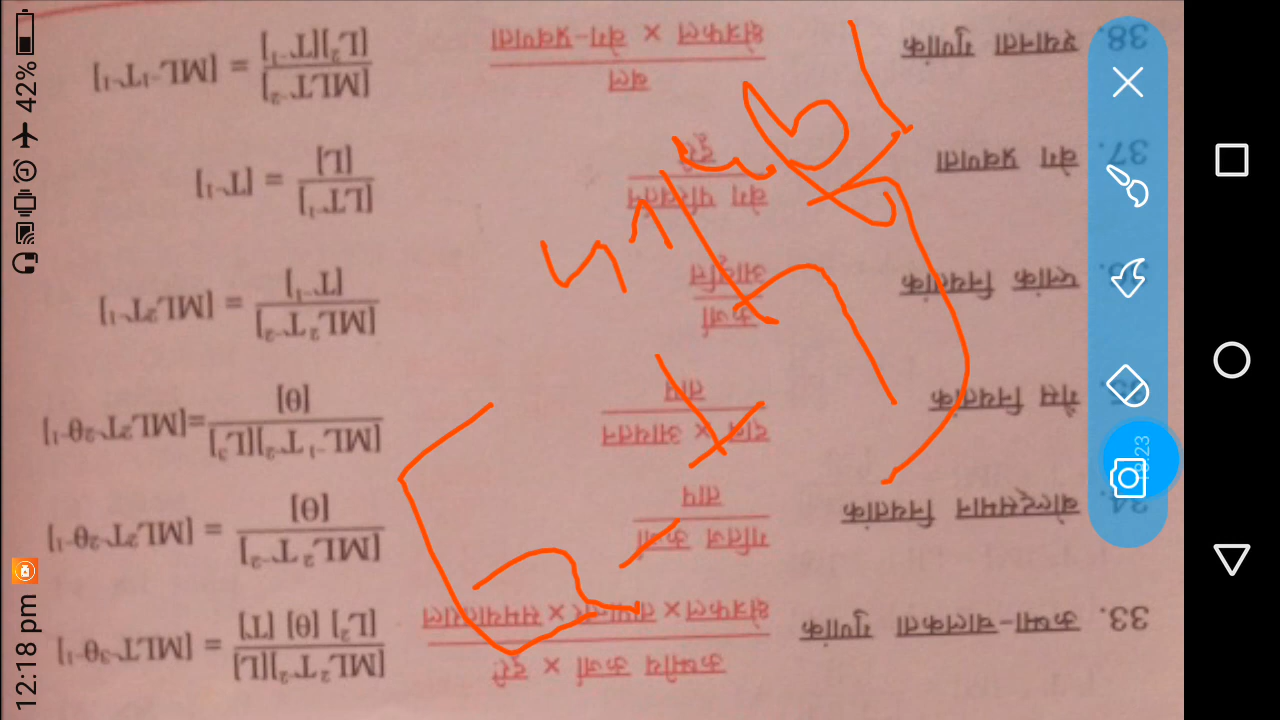 12:18 pm 42%
ऊष्मीय ऊर्जा × दूरी [ML²T⁻²][L]
33. ऊष्मा-चालकता गुणांक = [MLT⁻³θ⁻¹]
क्षेत्रफल × × समयान्तराल [L²] [θ] [T]
गतिज ऊर्जा [ML²T⁻²]
34. बोल्ट्समान नियतांक = [ML²T⁻²θ⁻¹]
ताप [θ]
दाब × आयतन [ML⁻¹T⁻²][L³]
35. गैस नियतांक =[ML²T⁻²θ⁻¹]
ताप [θ]
ऊर्जा [ML²T⁻²]
प्लांक नियतांक = [ML²T⁻¹]
आवृत्ति [T⁻¹]
वेग परिवर्तन [LT⁻¹]
37. वेग प्रवणता = [T⁻¹]
दूरी [L]
बल [MLT⁻²]
38. श्यानता गुणांक = [ML⁻¹T⁻¹]
क्षेत्रफल × वेग-प्रवणता [L²][T⁻¹]